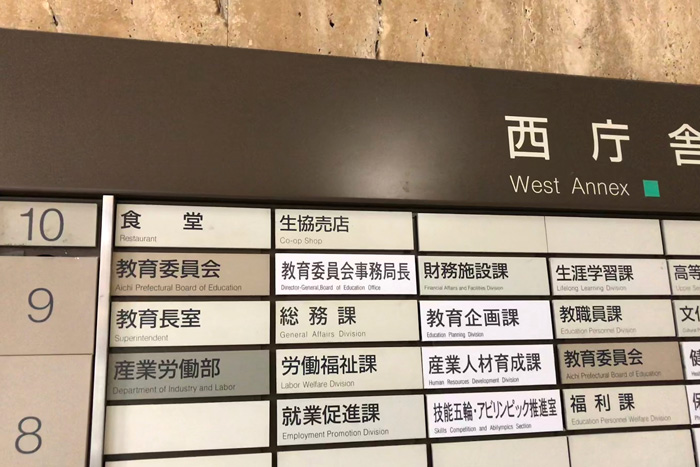 西庁舎
West Annex
10
食堂
Restaurant
生協売店
Co-op Shop
9
教育委員会
Aichi Prefectural Board of Education
教育委員会事務局長
Director-General,Board of Education Office
財務施設課
Financial Affairs and Facilities Division
生涯学習課
Lifelong Learning Division
高等
Upper Se
教育長室
Superintendent
総務課
General Affairs Division
教育企画課
Education Planning Division
教職員課
Education Personnel Division
文化
8
産業労働部
Department of Industry and Labor
労働福祉課
Labor Welfare Division
産業人材育成課
Human Resources Development Division
教育委員会
Aichi Prefectural Board of Education
就業促進課
Employment Promotion Division
技能五輪・アビリンピック推進室
Skills Competition and Abilympics Section
福利課
Education Personnel Welfare Division